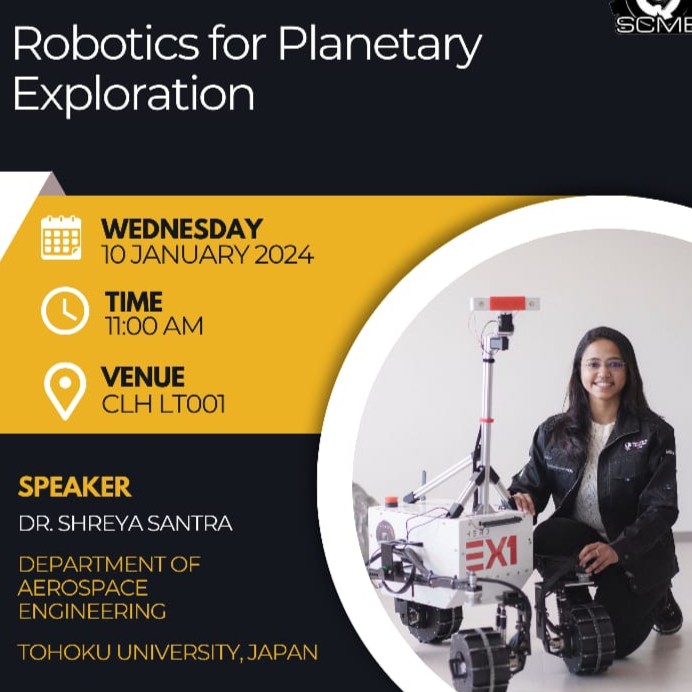 SCME
Robotics for Planetary
Exploration
WEDNESDAY
10 JANUARY 2024
TIME
11:00 AM
VENUE
CLH LT001
SPEAKER
DR. SHREYA SANTRA
DEPARTMENT OF
AEROSPACE
ENGINEERING
TOHOKU UNIVERSITY, JAPAN
EX1